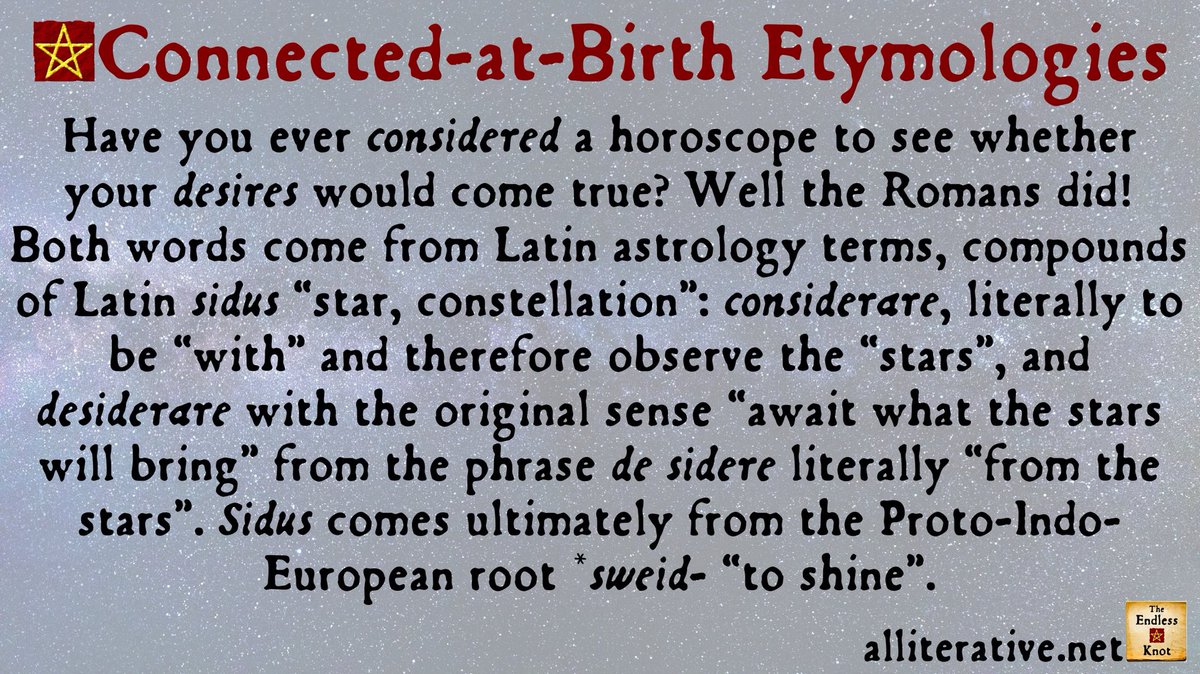 Connected-at-Birth Etymologies
Have you ever considered a horoscope to see whether
your desires would come true? Well the Romans did!
Both words come from Latin astrology terms, compounds
of Latin sidus “star, constellation”: considerare, literally to
be “with” and therefore observe the “stars”, and
desiderare with the original sense “await what the stars
will bring” from the phrase de sidere literally “from the
stars”. Sidus comes ultimately from the Proto-Indo-
European root *sweid- “to shine”.
alliterative.net
The
Endless
Knot